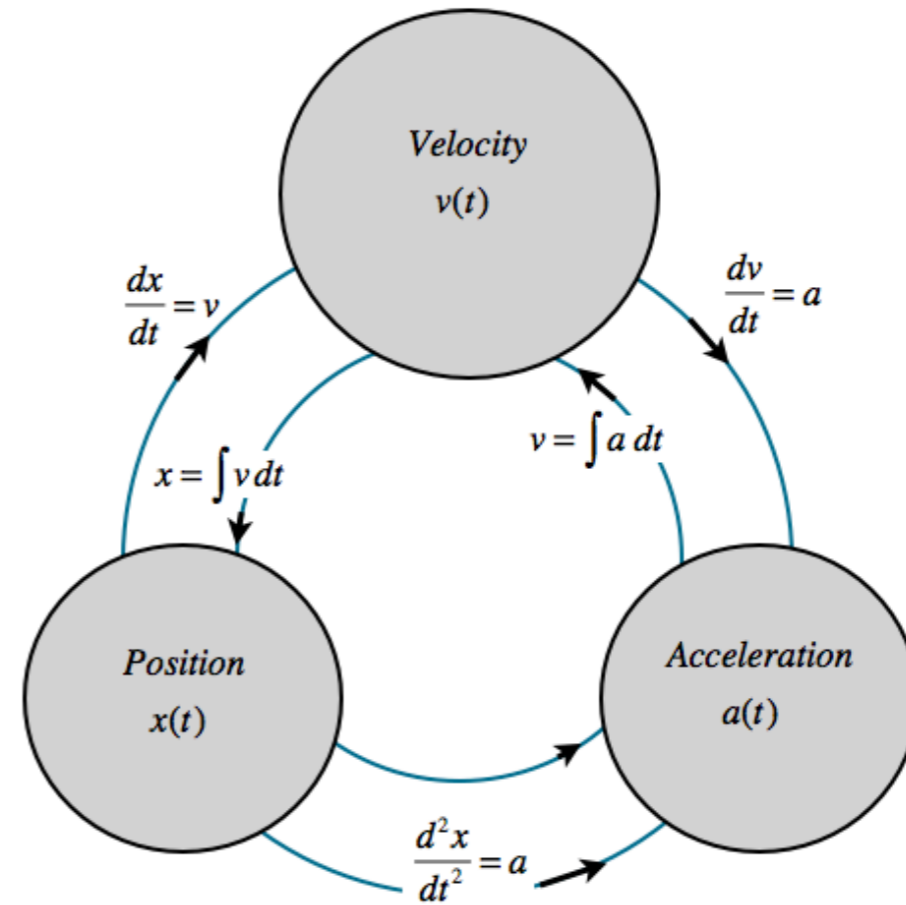 Velocity
v(t)
dx/dt = v
dv/dt = a
x = ∫ v dt
v = ∫ a dt
Position
x(t)
Acceleration
a(t)
d²x/dt² = a